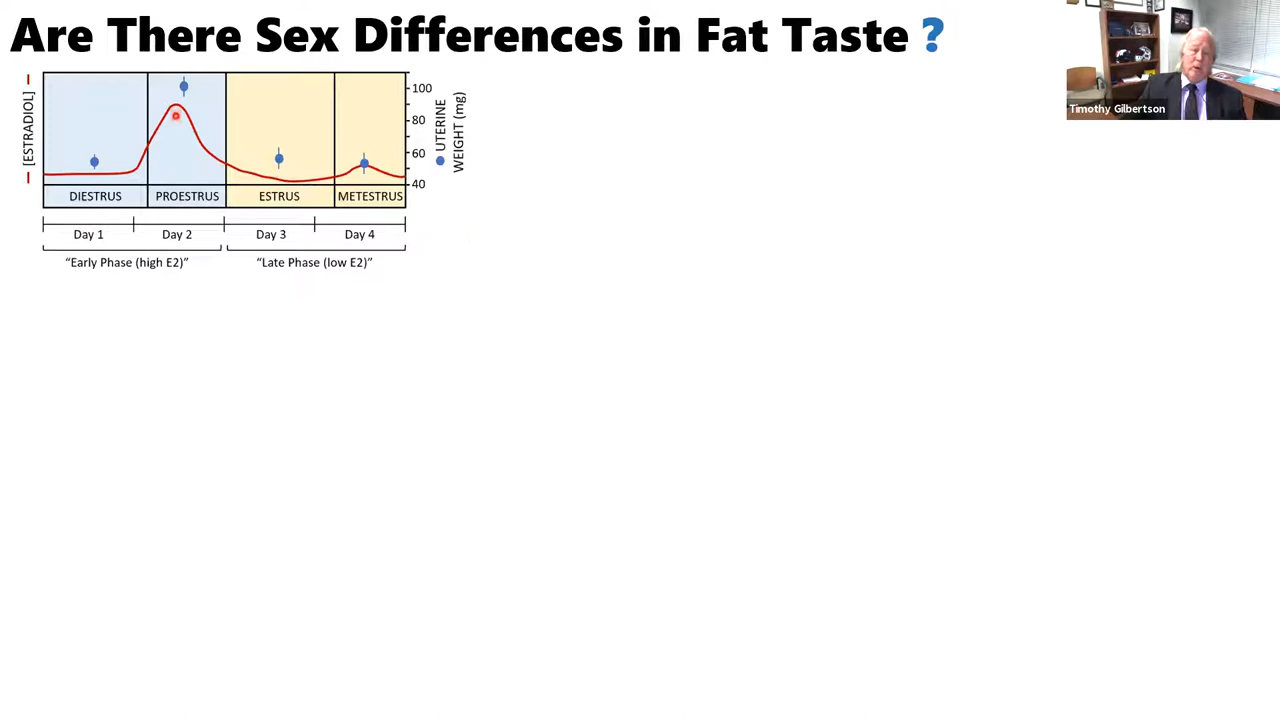 Are There Sex Differences in Fat Taste ?
Timothy Gilbertson
[ESTRADIOL]
100
80
60
40
UTERINE
WEIGHT (mg)
DIESTRUS PROESTRUS ESTRUS METESTRUS
Day 1 Day 2 Day 3 Day 4
“Early Phase (high E2)” “Late Phase (low E2)”